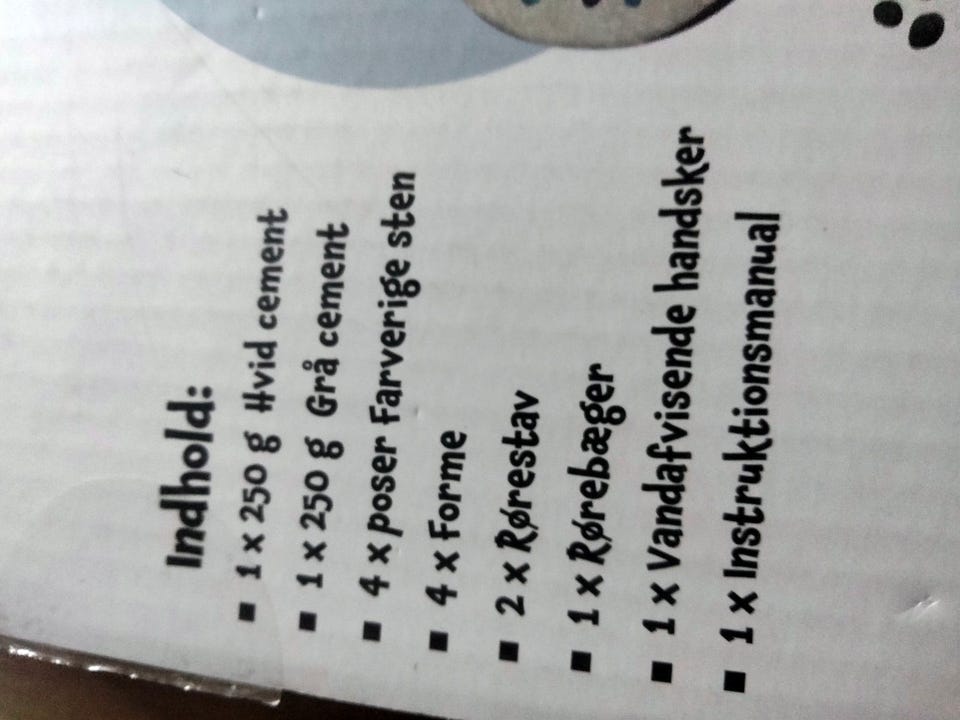 Indhold:
▪ 1 x 250 g Hvid cement
▪ 1 x 250 g Grå cement
▪ 4 x poser Farverige sten
▪ 4 x Forme
▪ 2 x Rørestav
▪ 1 x Rørebæger
▪ 1 x Vandafvisende handsker
▪ 1 x Instruktionsmanual